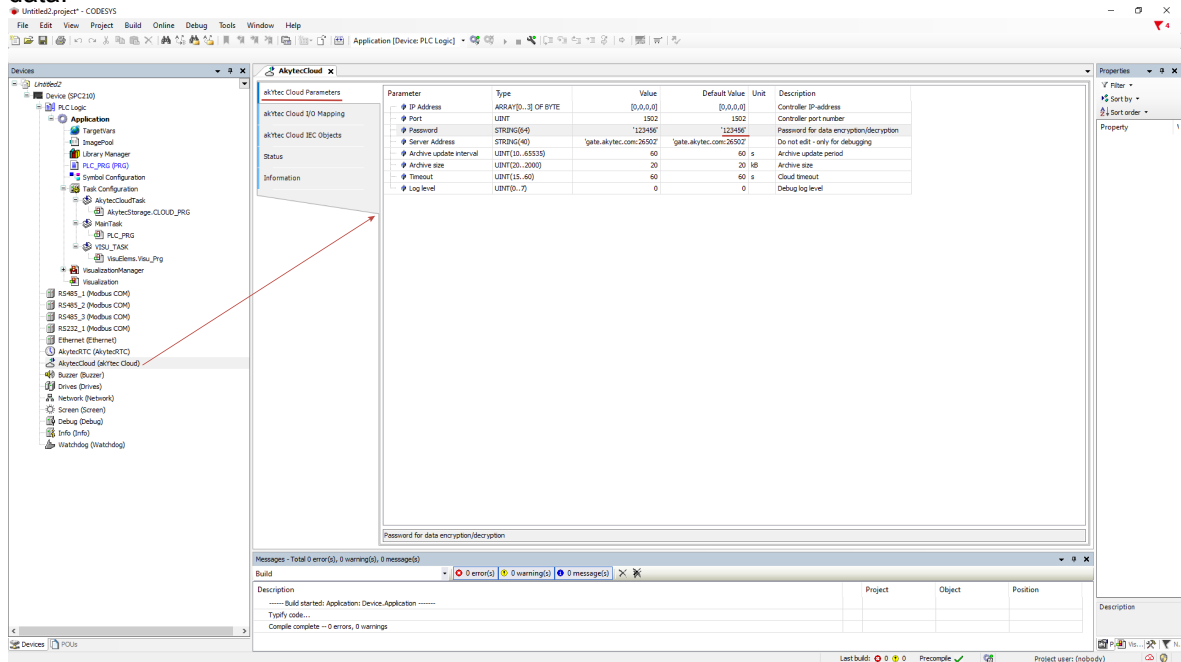 data.
Untitled2.project* - CODESYS
File Edit View Project Build Online Debug Tools Window Help
4
Application [Device: PLC Logic]
Devices
Untitled2
Device (SPC210)
PLC Logic
Application
TargetVars
ImagePool
Library Manager
PLC_PRG (PRG)
Symbol Configuration
Task Configuration
AkytecCloudTask
AkytecStorage.CLOUD_PRG
MainTask
PLC_PRG
VISU_TASK
VisuElems.Visu_Prg
VisualizationManager
Visualization
RS485_1 (Modbus COM)
RS485_2 (Modbus COM)
RS485_3 (Modbus COM)
RS232_1 (Modbus COM)
Ethernet (Ethernet)
AkytecRTC (AkytecRTC)
AkytecCloud (akYtec Cloud)
Buzzer (Buzzer)
Drives (Drives)
Network (Network)
Screen (Screen)
Debug (Debug)
Info (Info)
Watchdog (Watchdog)
Devices POUs
AkytecCloud
akYtec Cloud Parameters
akYtec Cloud I/O Mapping
akYtec Cloud IEC Objects
Status
Information
Parameter Type Value Default Value Unit Description
IP Address ARRAY[0..3] OF BYTE [0,0,0,0] [0,0,0,0] Controller IP-address
Port UINT 1502 1502 Controller port number
Password STRING(64) '123456' '123456' Password for data encryption/decryption
Server Address STRING(40) 'gate.akytec.com:26502' 'gate.akytec.com:26502' Do not edit - only for debugging
Archive update interval UINT(10..65535) 60 60 s Archive update period
Archive size UINT(20..2000) 20 20 kB Archive size
Timeout UINT(15..60) 60 60 s Cloud timeout
Log level UINT(0..7) 0 0 Debug log level
Password for data encryption/decryption
Properties
Filter
Sort by
Sort order
Property
Description
Messages - Total 0 error(s), 0 warning(s), 0 message(s)
Build 0 error(s) 0 warning(s) 0 message(s)
Description Project Object Position
------ Build started: Application: Device.Application -------
Typify code...
Compile complete -- 0 errors, 0 warnings
Last build: 0 0 Precompile Project user: (nobody)